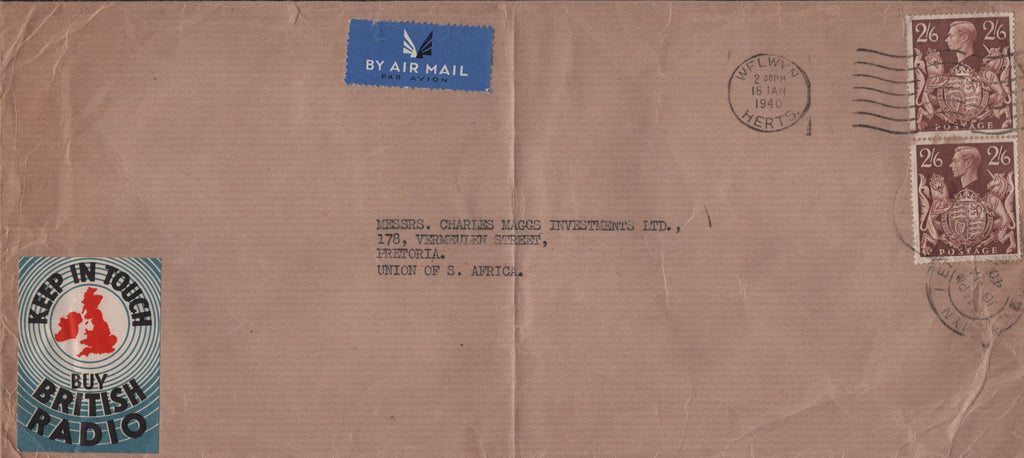 BY AIR MAIL
PAR AVION
WELWYN
2 30PM
16 JAN
1940
HERTS.
2/6 2/6
POSTAGE
2/6 2/6
POSTAGE
MESSRS. CHARLES MAGGS INVESTMENTS LTD.,
178, VERMEULEN STREET,
PRETORIA.
UNION OF S. AFRICA.
KEEP IN TOUCH
BUY
BRITISH
RADIO